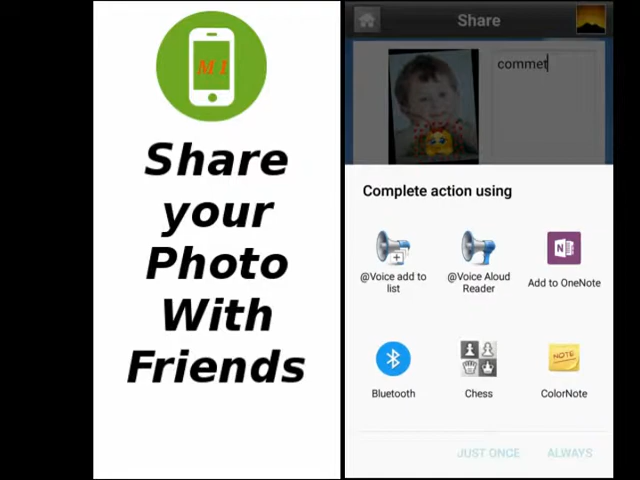 M I
Share
your
Photo
With
Friends
Share
commet
Complete action using
@Voice add to
list
@Voice Aloud
Reader
Add to OneNote
Bluetooth
Chess
NOTE
ColorNote
JUST ONCE
ALWAYS